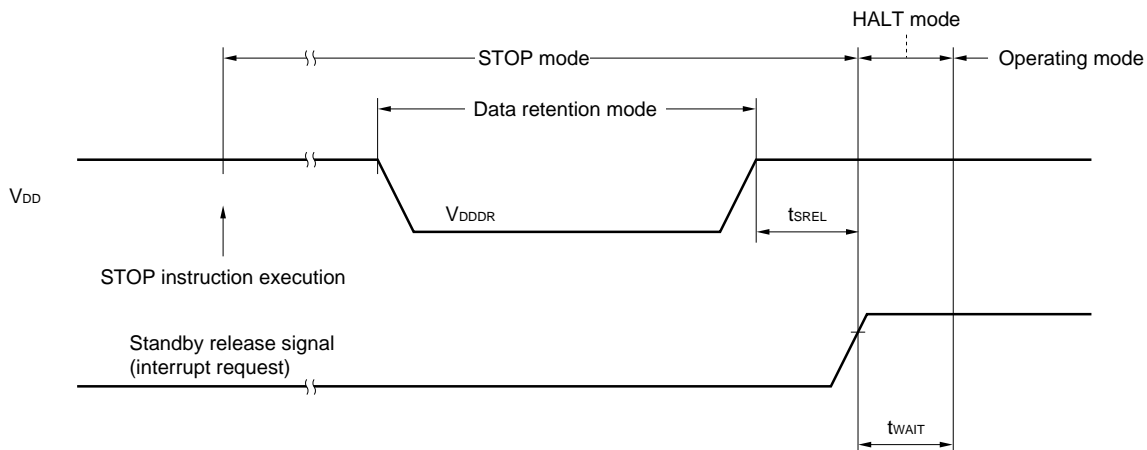 HALT mode
STOP mode
Operating mode
Data retention mode
VDD
VDDDR
tSREL
STOP instruction execution
Standby release signal
(interrupt request)
tWAIT